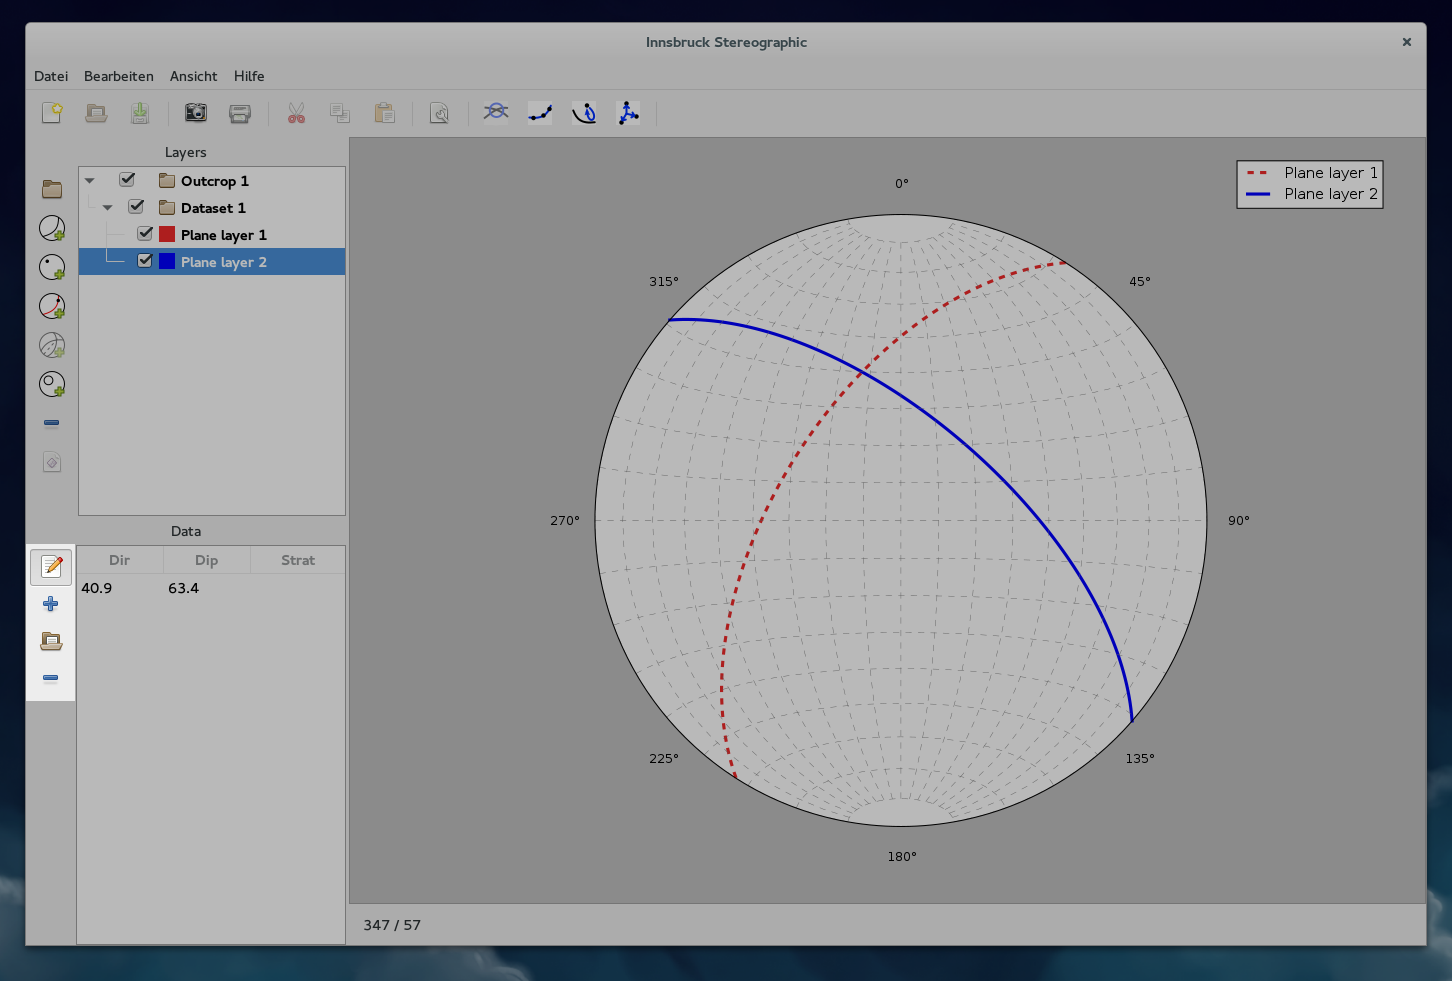 Innsbruck Stereographic
Datei Bearbeiten Ansicht Hilfe
Layers
Outcrop 1
Dataset 1
Plane layer 1
Plane layer 2
Data
Dir Dip Strat
40.9 63.4
Plane layer 1
Plane layer 2
0°
315° 45°
270° 90°
225° 135°
180°
347 / 57